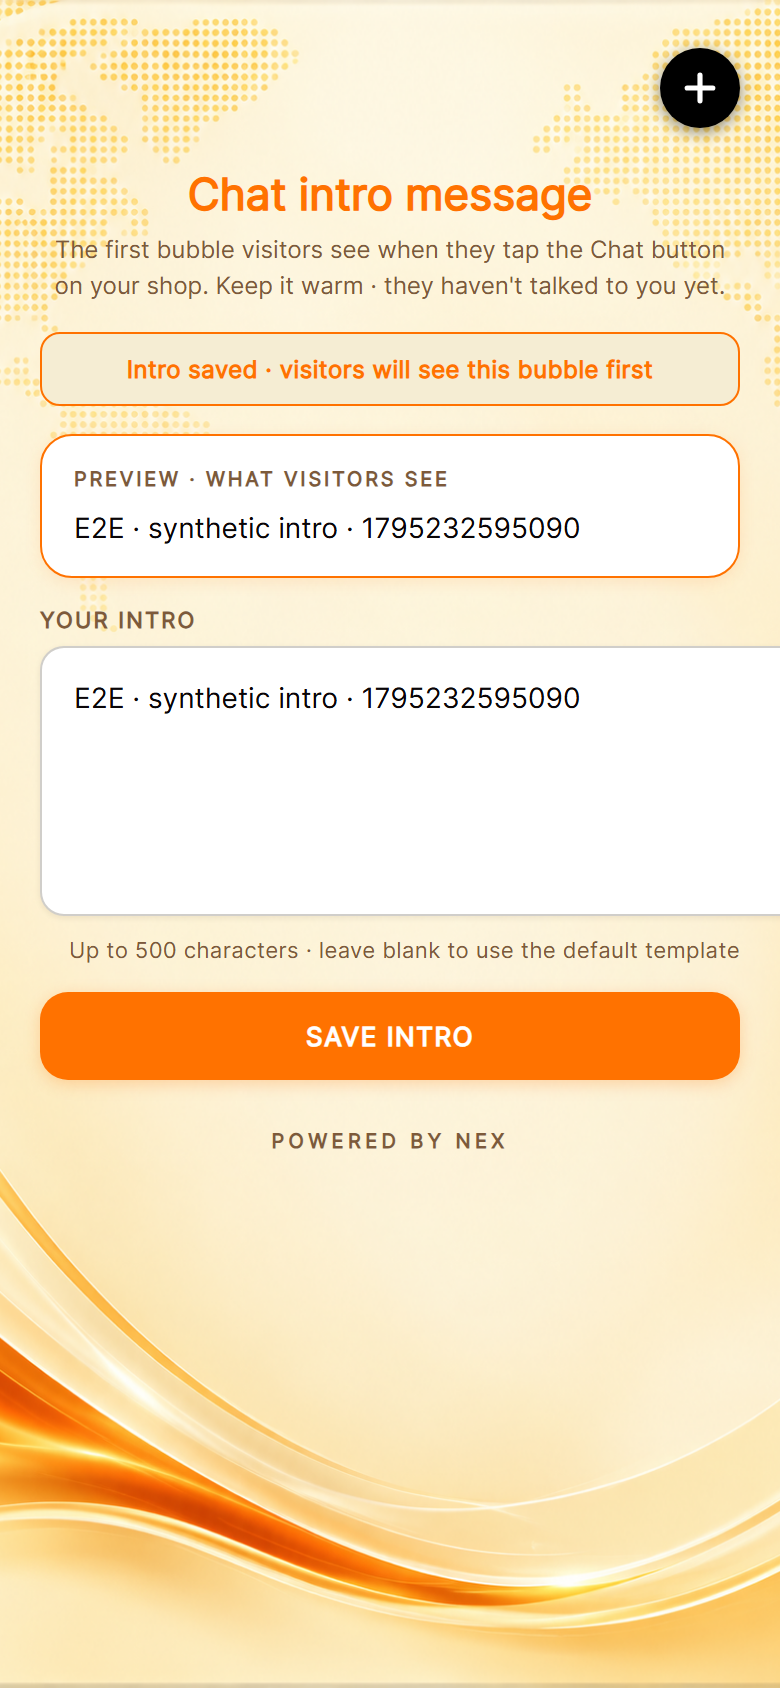 Chat intro message
The first bubble visitors see when they tap the Chat button
on your shop. Keep it warm · they haven't talked to you yet.
Intro saved · visitors will see this bubble first
PREVIEW · WHAT VISITORS SEE
E2E · synthetic intro · 1795232595090
YOUR INTRO
E2E · synthetic intro · 1795232595090
Up to 500 characters · leave blank to use the default template
SAVE INTRO
POWERED BY NEX